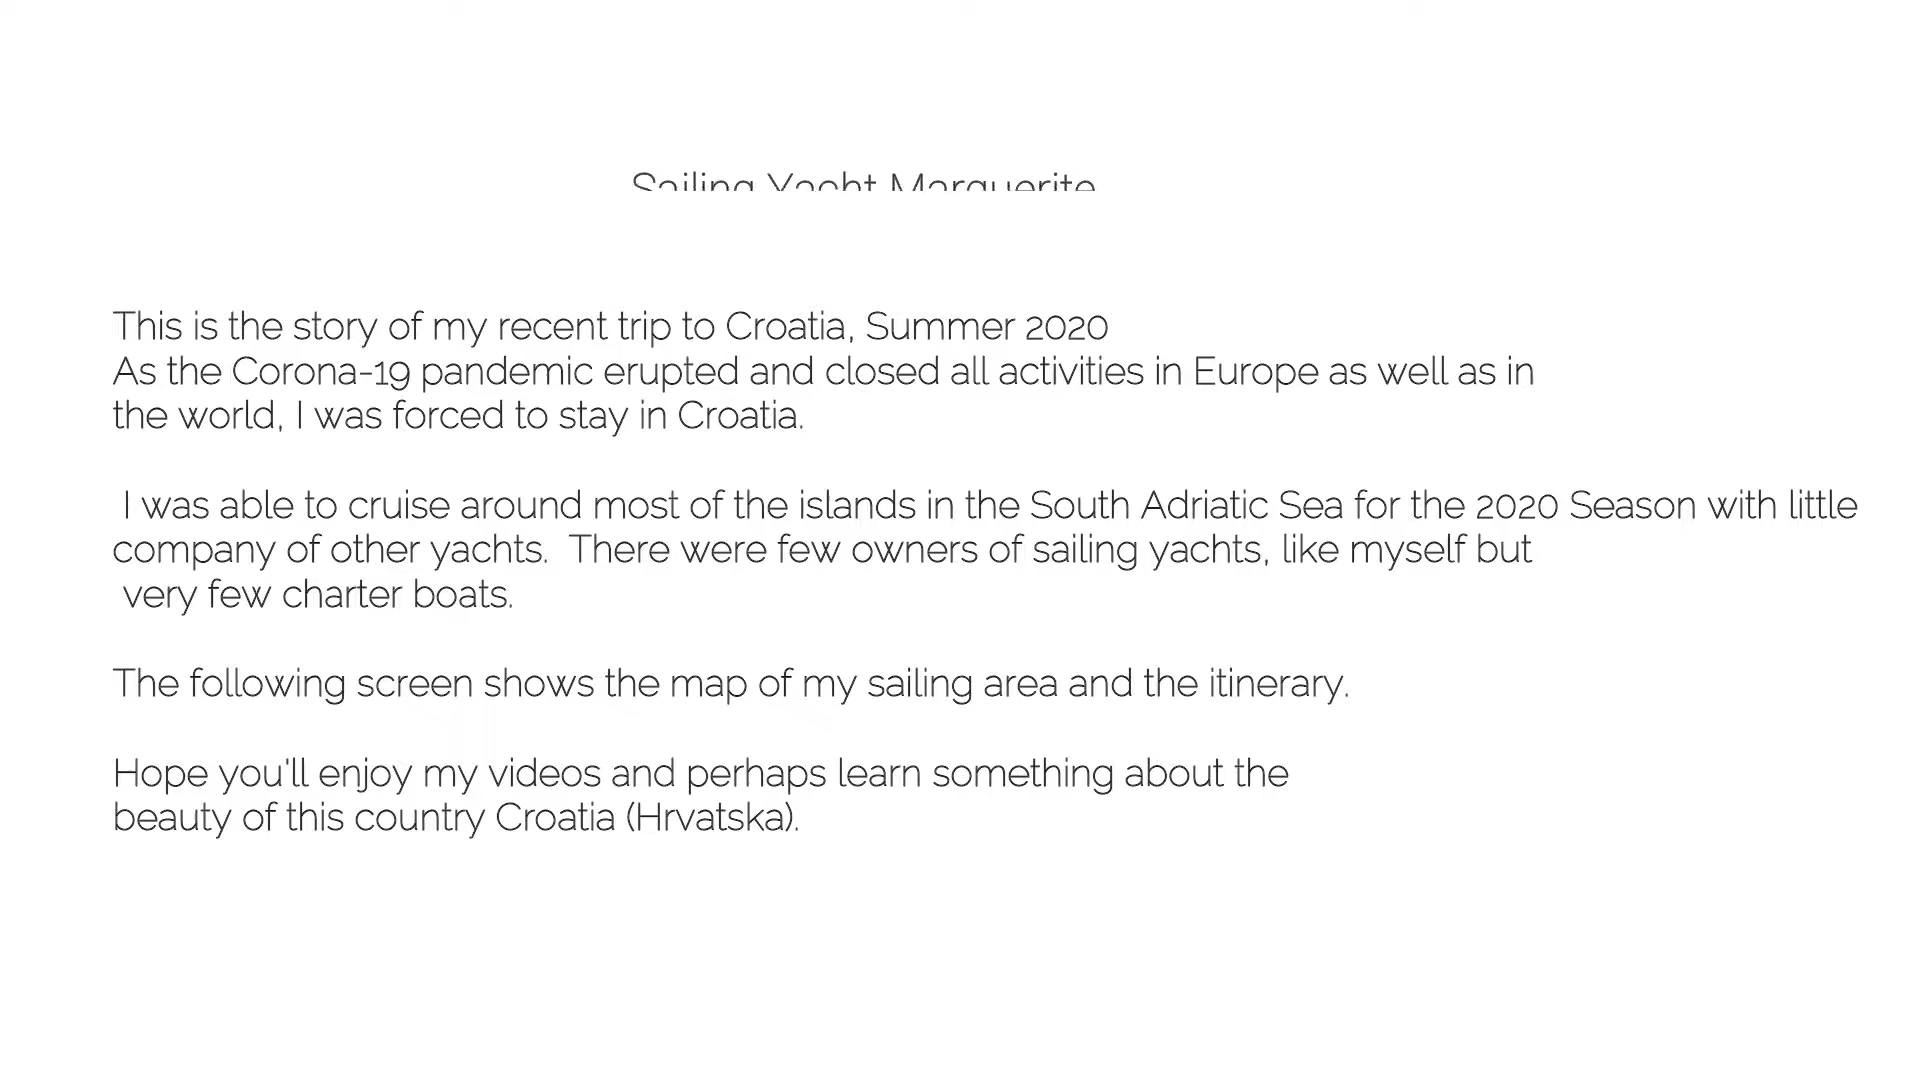 Sailing Yacht Marguerite
This is the story of my recent trip to Croatia, Summer 2020
As the Corona-19 pandemic erupted and closed all activities in Europe as well as in
the world, I was forced to stay in Croatia.
I was able to cruise around most of the islands in the South Adriatic Sea for the 2020 Season with little
company of other yachts. There were few owners of sailing yachts, like myself but
very few charter boats.
The following screen shows the map of my sailing area and the itinerary.
Hope you'll enjoy my videos and perhaps learn something about the
beauty of this country Croatia (Hrvatska).